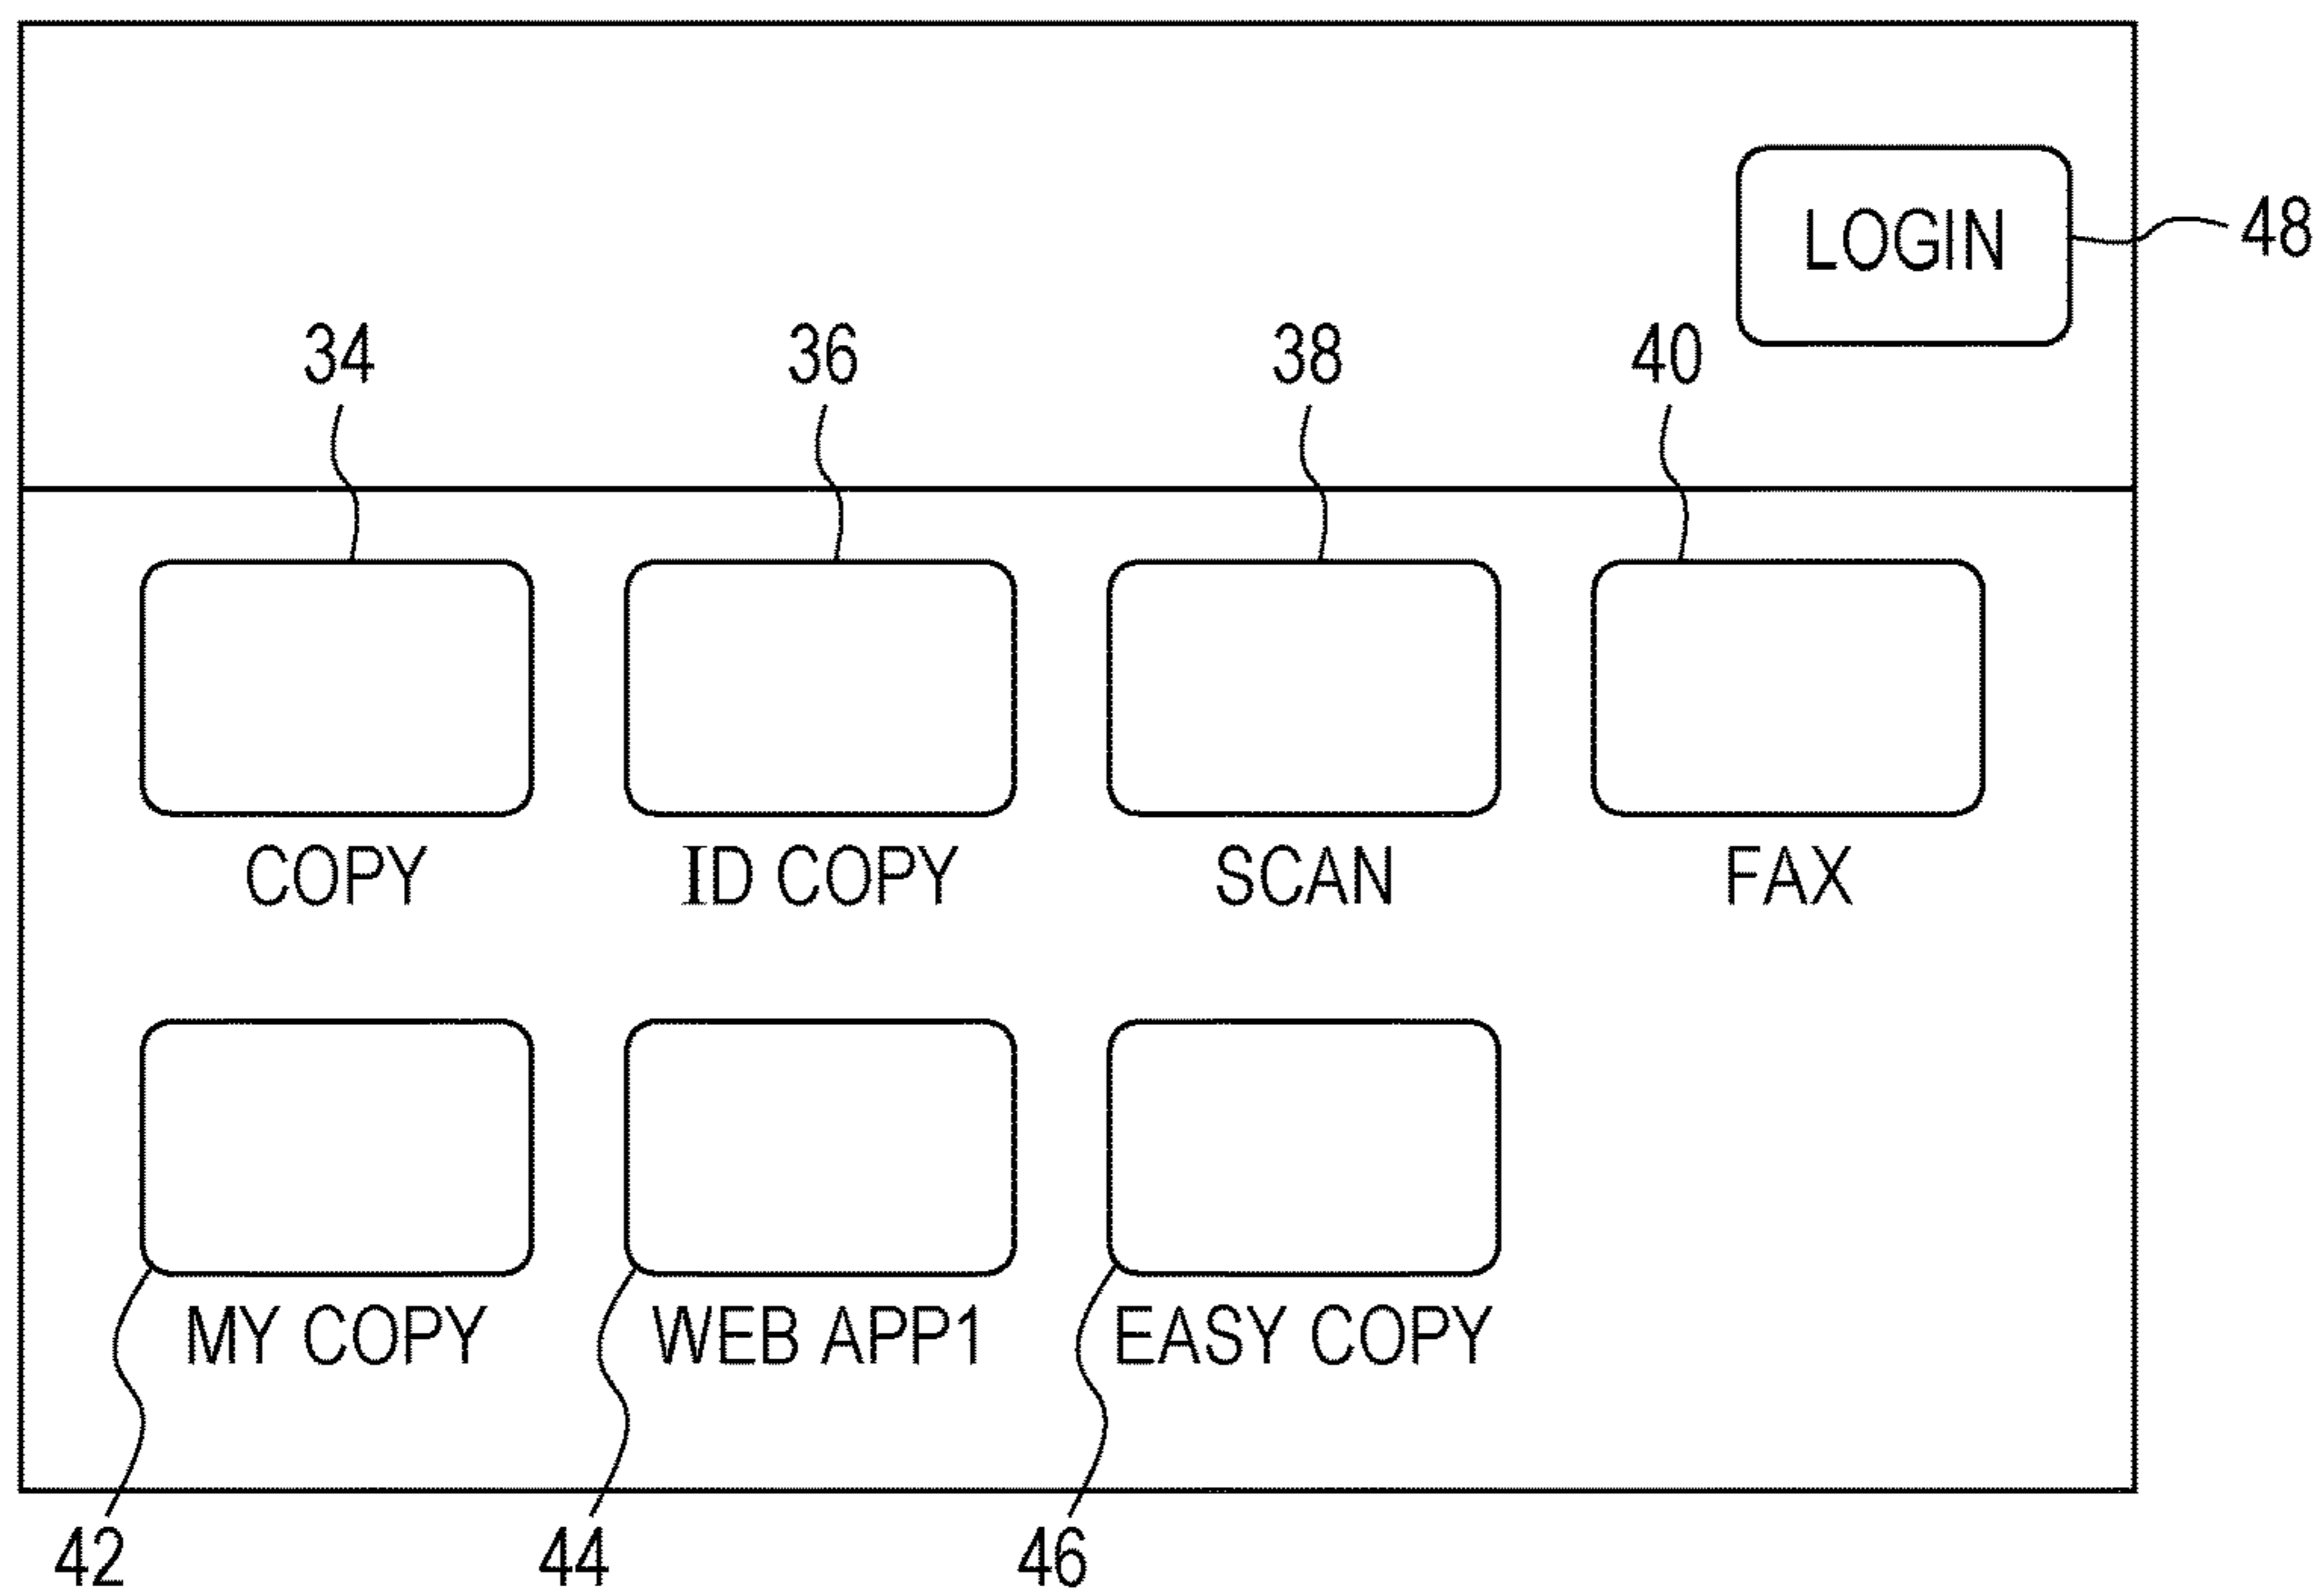 LOGIN 48
34 36 38 40
COPY ID COPY SCAN FAX
MY COPY WEB APP1 EASY COPY
42 44 46